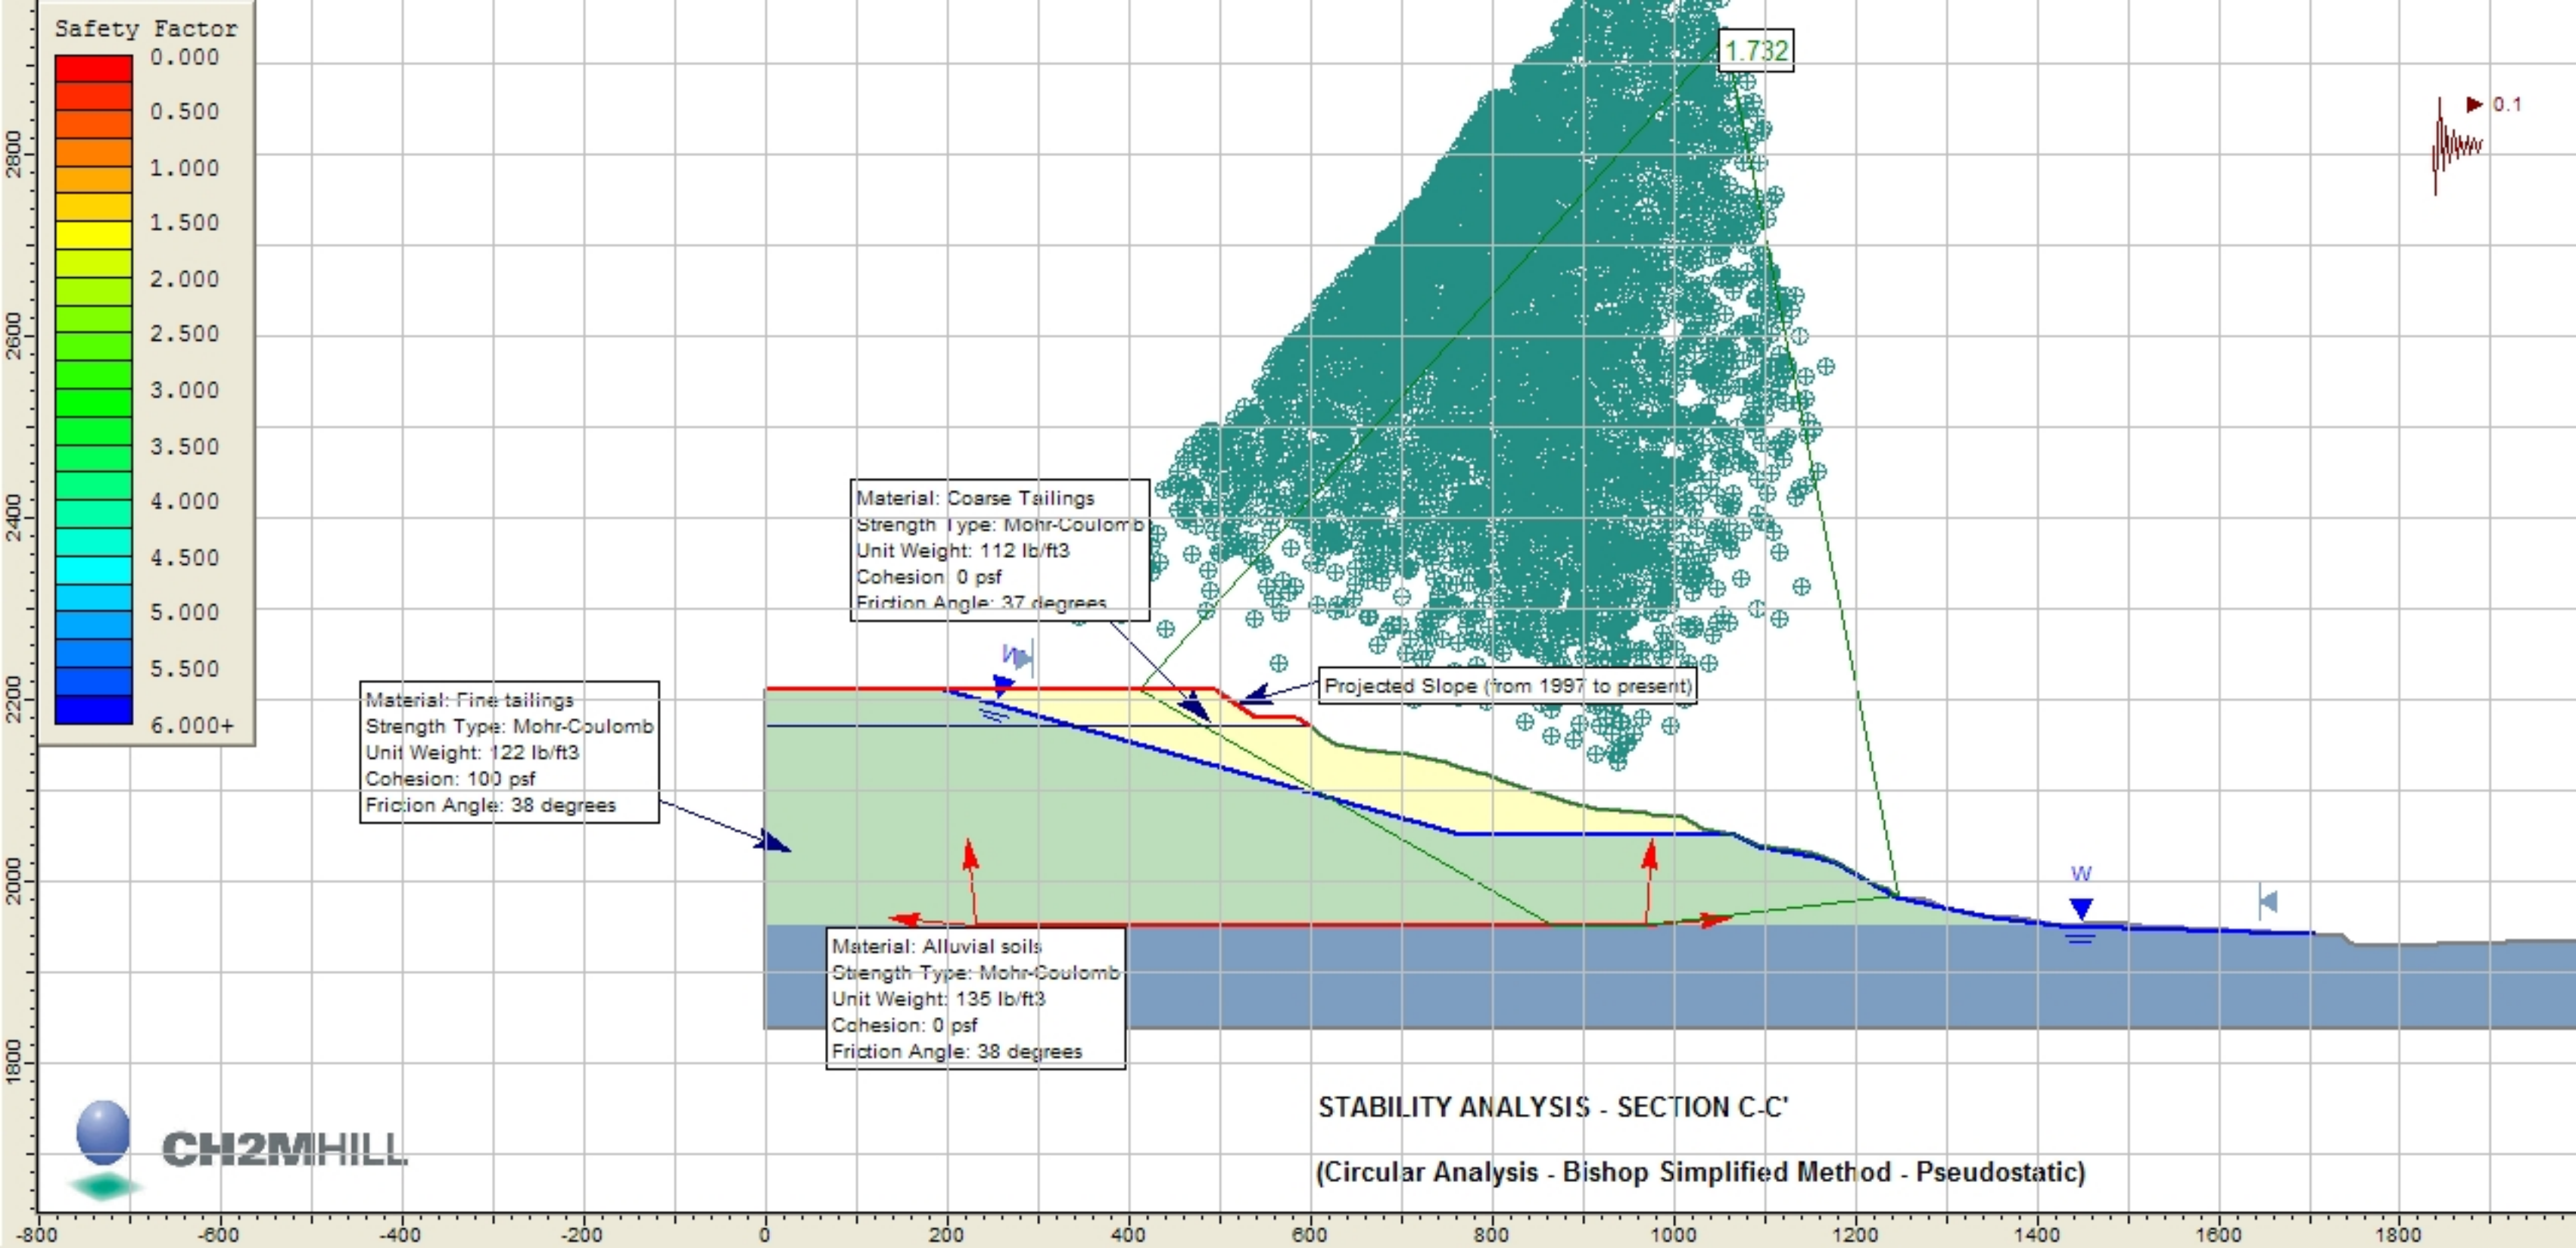 Safety Factor
0.000
0.500
1.000
1.500
2.000
2.500
3.000
3.500
4.000
4.500
5.000
5.500
6.000+
1.732
0.1
Material: Coarse Tailings
Strength Type: Mohr-Coulomb
Unit Weight: 112 lb/ft3
Cohesion 0 psf
Friction Angle: 37 degrees
W
Projected Slope (from 1997 to present)
Material: Fine tailings
Strength Type: Mohr-Coulomb
Unit Weight: 122 lb/ft3
Cohesion: 100 psf
Friction Angle: 38 degrees
W
Material: Alluvial soils
Strength Type: Mohr-Coulomb
Unit Weight: 135 lb/ft3
Cohesion: 0 psf
Friction Angle: 38 degrees
CH2MHILL
STABILITY ANALYSIS - SECTION C-C'
(Circular Analysis - Bishop Simplified Method - Pseudostatic)
2800
2600
2400
2200
2000
1800
-800 -600 -400 -200 0 200 400 600 800 1000 1200 1400 1600 1800